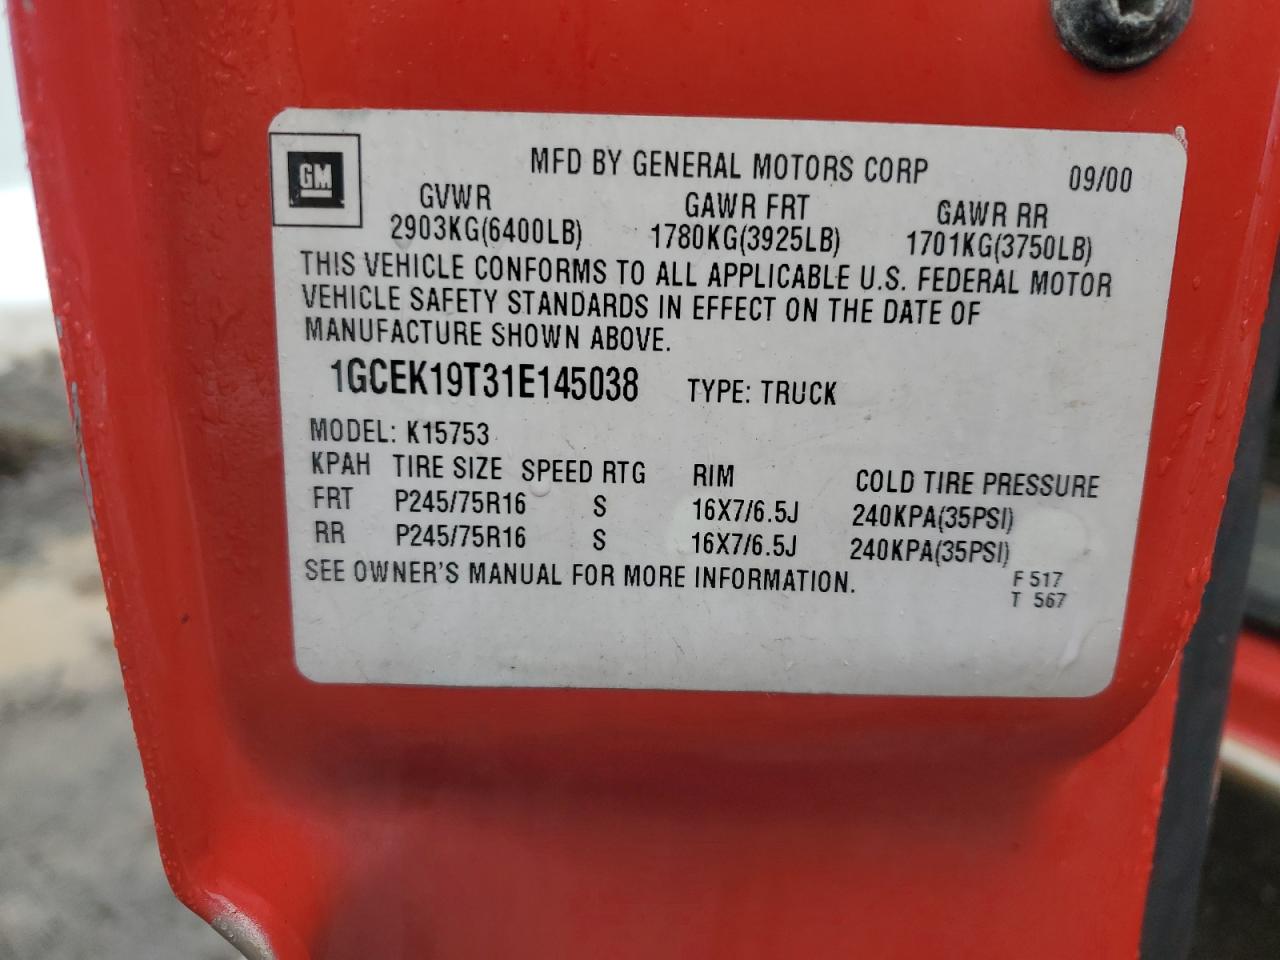 GM
MFD BY GENERAL MOTORS CORP 09/00
GVWR GAWR FRT GAWR RR
2903KG(6400LB) 1780KG(3925LB) 1701KG(3750LB)
THIS VEHICLE CONFORMS TO ALL APPLICABLE U.S. FEDERAL MOTOR
VEHICLE SAFETY STANDARDS IN EFFECT ON THE DATE OF
MANUFACTURE SHOWN ABOVE.
1GCEK19T31E145038 TYPE: TRUCK
MODEL: K15753
KPAH TIRE SIZE SPEED RTG RIM COLD TIRE PRESSURE
FRT P245/75R16 S 16X7/6.5J 240KPA(35PSI)
RR P245/75R16 S 16X7/6.5J 240KPA(35PSI)
SEE OWNER'S MANUAL FOR MORE INFORMATION.
F 517
T 567